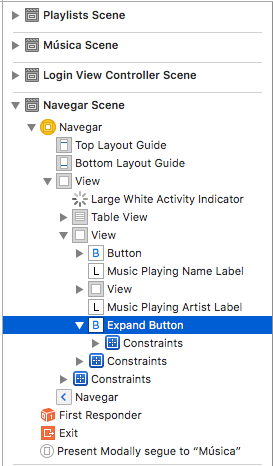 Playlists Scene
Música Scene
Login View Controller Scene
Navegar Scene
Navegar
Top Layout Guide
Bottom Layout Guide
View
Large White Activity Indicator
Table View
View
B Button
L Music Playing Name Label
View
L Music Playing Artist Label
B Expand Button
Constraints
Constraints
Constraints
Navegar
First Responder
Exit
Present Modally segue to “Música”